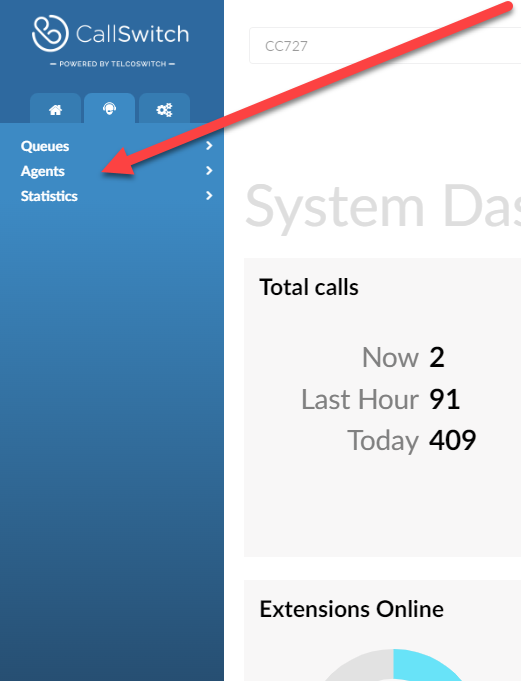 CallSwitch
— POWERED BY TELCOSWITCH —
CC727
Queues
Agents
Statistics
System Das
Total calls
Now 2
Last Hour 91
Today 409
Extensions Online